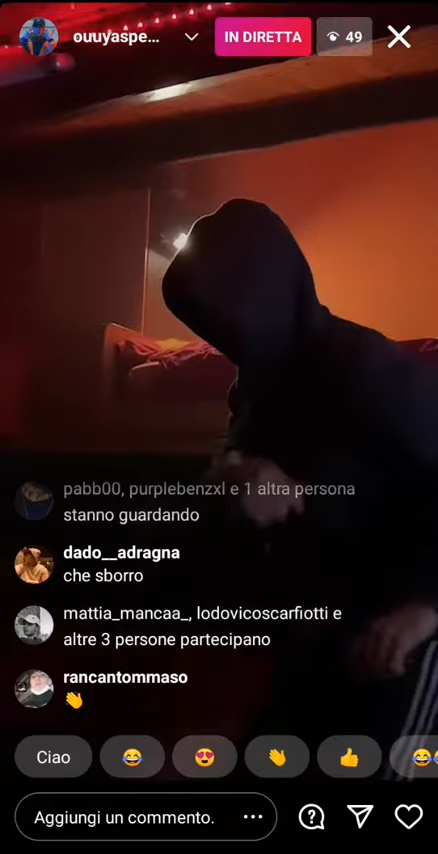 ouuyaspe...
IN DIRETTA
49
pabb00, purplebenzxl e 1 altra persona
stanno guardando
dado__adragna
che sborro
mattia_mancaa_, lodovicoscarfiotti e
altre 3 persone partecipano
rancantommaso
👋
Ciao 😂 😍 👋 👍 😂
Aggiungi un commento. ...